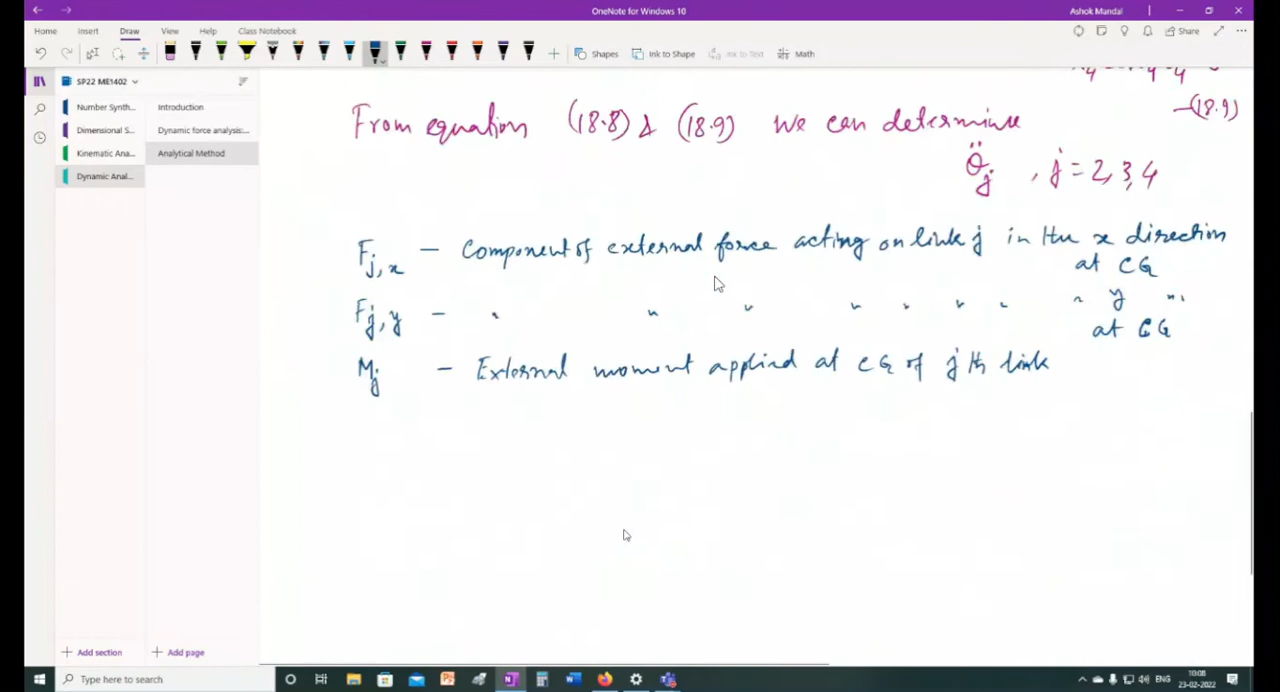 OneNote for Windows 10
Ashok Mandal
Home Insert Draw View Help Class Notebook
Share
Shapes Ink to Shape Ink to Text Math
SP22 ME1402
Number Synth... Introduction
Dimensional S... Dynamic force analysis:...
Kinematic Ana... Analytical Method
Dynamic Anal...
From equation (18.8) & (18.9) we can determine
—(18.9)
θ̈j , j = 2, 3, 4
Fj,x — Component of external force acting on link j in the x direction
at CG
Fj,y — " " " " " " " " y "
at CG
Mj — External moment applied at CG of jth link
+ Add section + Add page
Type here to search
ENG
10:08
23-02-2022